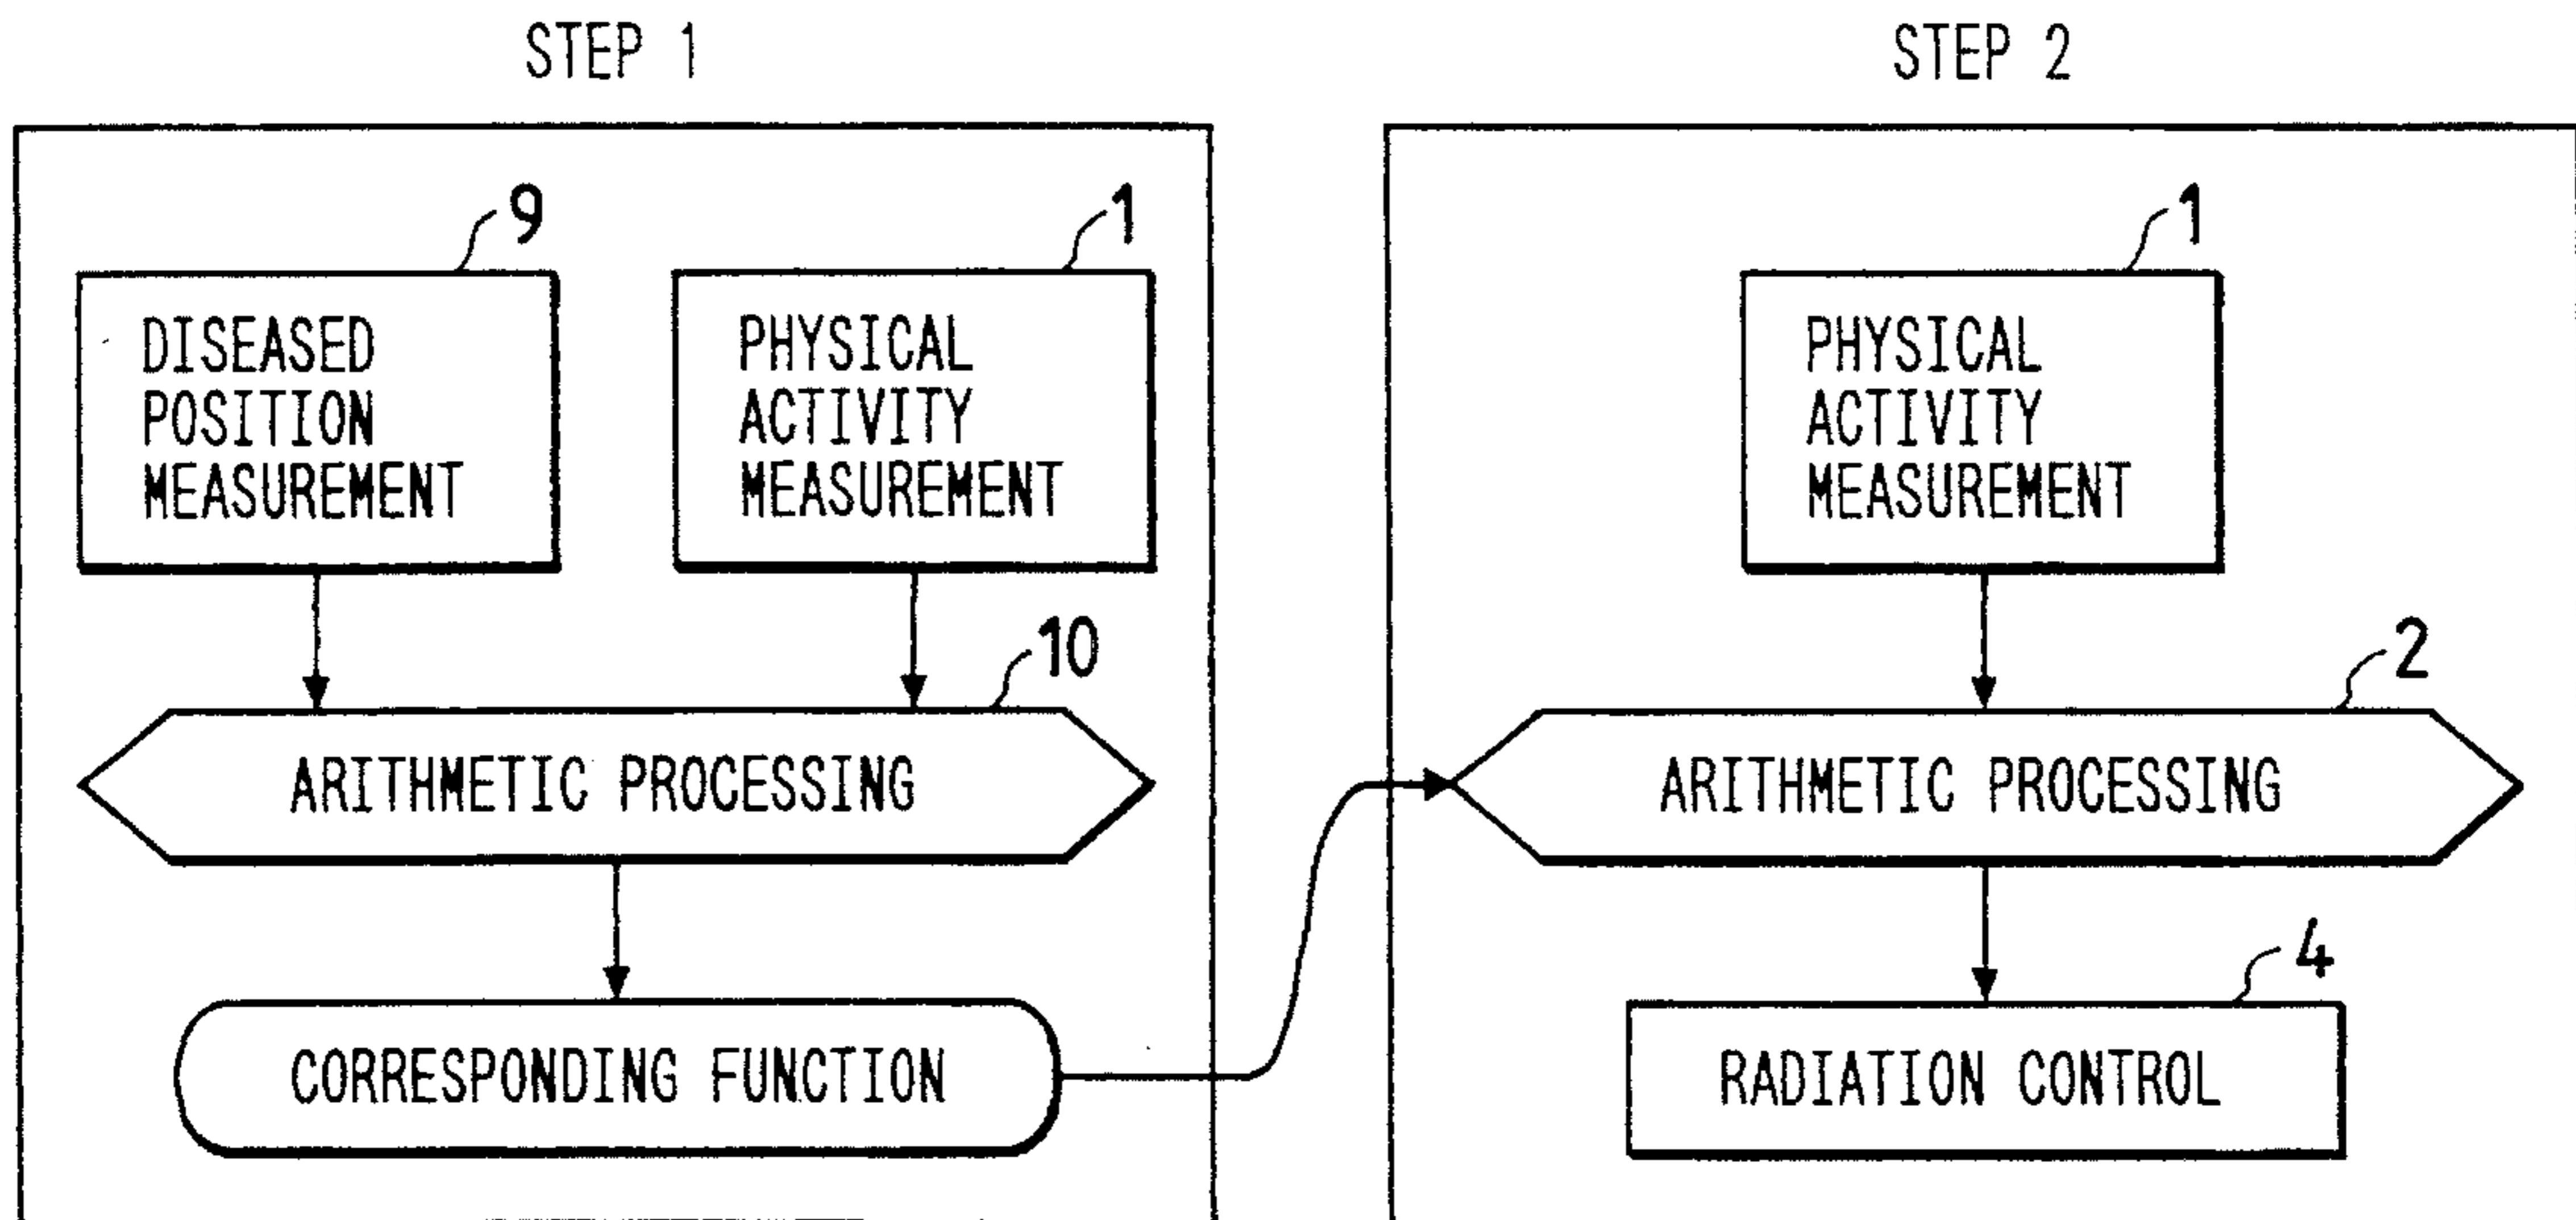 STEP 1
9
DISEASED
POSITION
MEASUREMENT
1
PHYSICAL
ACTIVITY
MEASUREMENT
10
ARITHMETIC PROCESSING
CORRESPONDING FUNCTION
STEP 2
1
PHYSICAL
ACTIVITY
MEASUREMENT
2
ARITHMETIC PROCESSING
4
RADIATION CONTROL